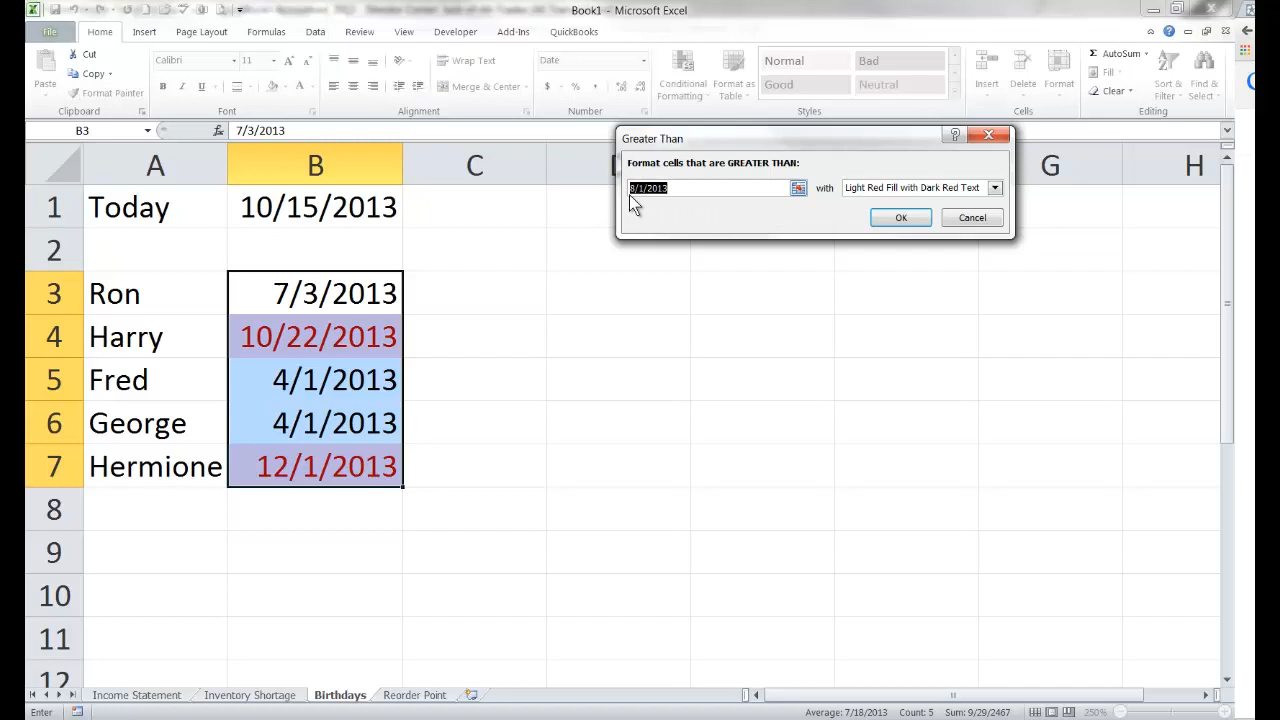 Book1 - Microsoft Excel
File Home Insert Page Layout Formulas Data Review View Developer Add-Ins QuickBooks
Paste
Cut
Copy
Format Painter
Clipboard
Calibri 11
B I U A
Font
Wrap Text
Merge & Center
Alignment
Date
$ % ,
Number
Conditional Formatting
Format as Table
Normal Bad
Good Neutral
Styles
Insert Delete Format
Cells
Σ AutoSum
Fill
Clear
Sort & Filter
Find & Select
Editing
B3 fx 7/3/2013
Greater Than
Format cells that are GREATER THAN:
8/1/2013 with Light Red Fill with Dark Red Text
OK Cancel
A B C G H
1 Today 10/15/2013
2
3 Ron 7/3/2013
4 Harry 10/22/2013
5 Fred 4/1/2013
6 George 4/1/2013
7 Hermione 12/1/2013
8
9
10
11
12
Income Statement Inventory Shortage Birthdays Reorder Point
Enter Average: 7/18/2013 Count: 5 Sum: 9/29/2467 250%